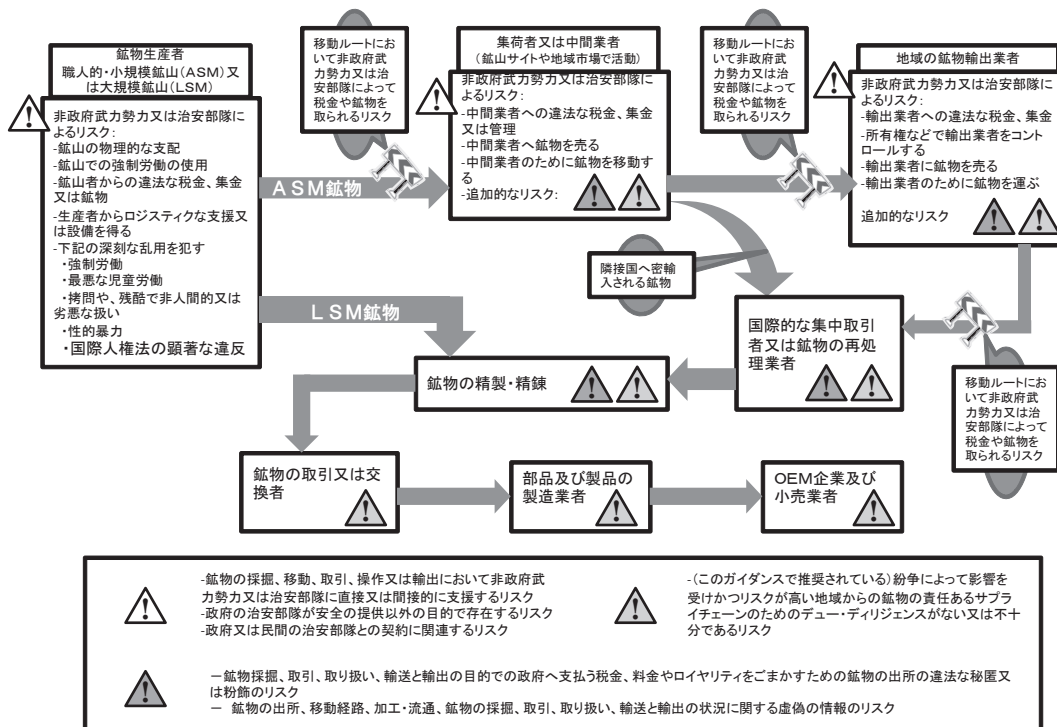 鉱物生産者
職人的・小規模鉱山(ASM)又
は大規模鉱山(LSM)
非政府武力勢力又は治安部隊に
よるリスク:
-鉱山の物理的な支配
-鉱山での強制労働の使用
-鉱山者からの違法な税金、集金
又は鉱物
-生産者からロジスティクな支援又
は設備を得る
-下記の深刻な乱用を犯す
・強制労働
・最悪な児童労働
・拷問や、残酷で非人間的又は
劣悪な扱い
・性的暴力
・国際人権法の顕著な違反
移動ルートにお
いて非政府武
力勢力又は治
安部隊によって
税金や鉱物を
取られるリスク
ASM鉱物
LSM鉱物
集荷者又は中間業者
(鉱山サイトや地域市場で活動)
非政府武力勢力又は治安部隊に
よるリスク:
-中間業者への違法な税金、集金
又は管理
-中間業者へ鉱物を売る
-中間業者のために鉱物を移動す
る
-追加的なリスク:
移動ルートにお
いて非政府武
力勢力又は治
安部隊によって
税金や鉱物を
取られるリスク
地域の鉱物輸出業者
非政府武力勢力又は治安部隊に
よるリスク:
-輸出業者への違法な税金、集金
-所有権などで輸出業者をコント
ロールする
-輸出業者に鉱物を売る
-輸出業者のために鉱物を運ぶ
追加的なリスク
隣接国へ密輸
入される鉱物
国際的な集中取引
者又は鉱物の再処
理業者
移動ルートにお
いて非政府武
力勢力又は治
安部隊によって
税金や鉱物を
取られるリスク
鉱物の精製・精錬
鉱物の取引又は交
換者
部品及び製品の
製造業者
OEM企業及び
小売業者
-鉱物の採掘、移動、取引、操作又は輸出において非政府武
力勢力又は治安部隊に直接又は間接的に支援するリスク
-政府の治安部隊が安全の提供以外の目的で存在するリスク
-政府又は民間の治安部隊との契約に関連するリスク
-(このガイダンスで推奨されている)紛争によって影響を
受けかつリスクが高い地域からの鉱物の責任あるサプラ
イチェーンのためのデュー・ディリジェンスがない又は不十
分であるリスク
-鉱物採掘、取引、取り扱い、輸送と輸出の目的での政府へ支払う税金、料金やロイヤリティをごまかすための鉱物の出所の違法な秘匿又
は粉飾のリスク
- 鉱物の出所、移動経路、加工・流通、鉱物の採掘、取引、取り扱い、輸送と輸出の状況に関する虚偽の情報のリスク